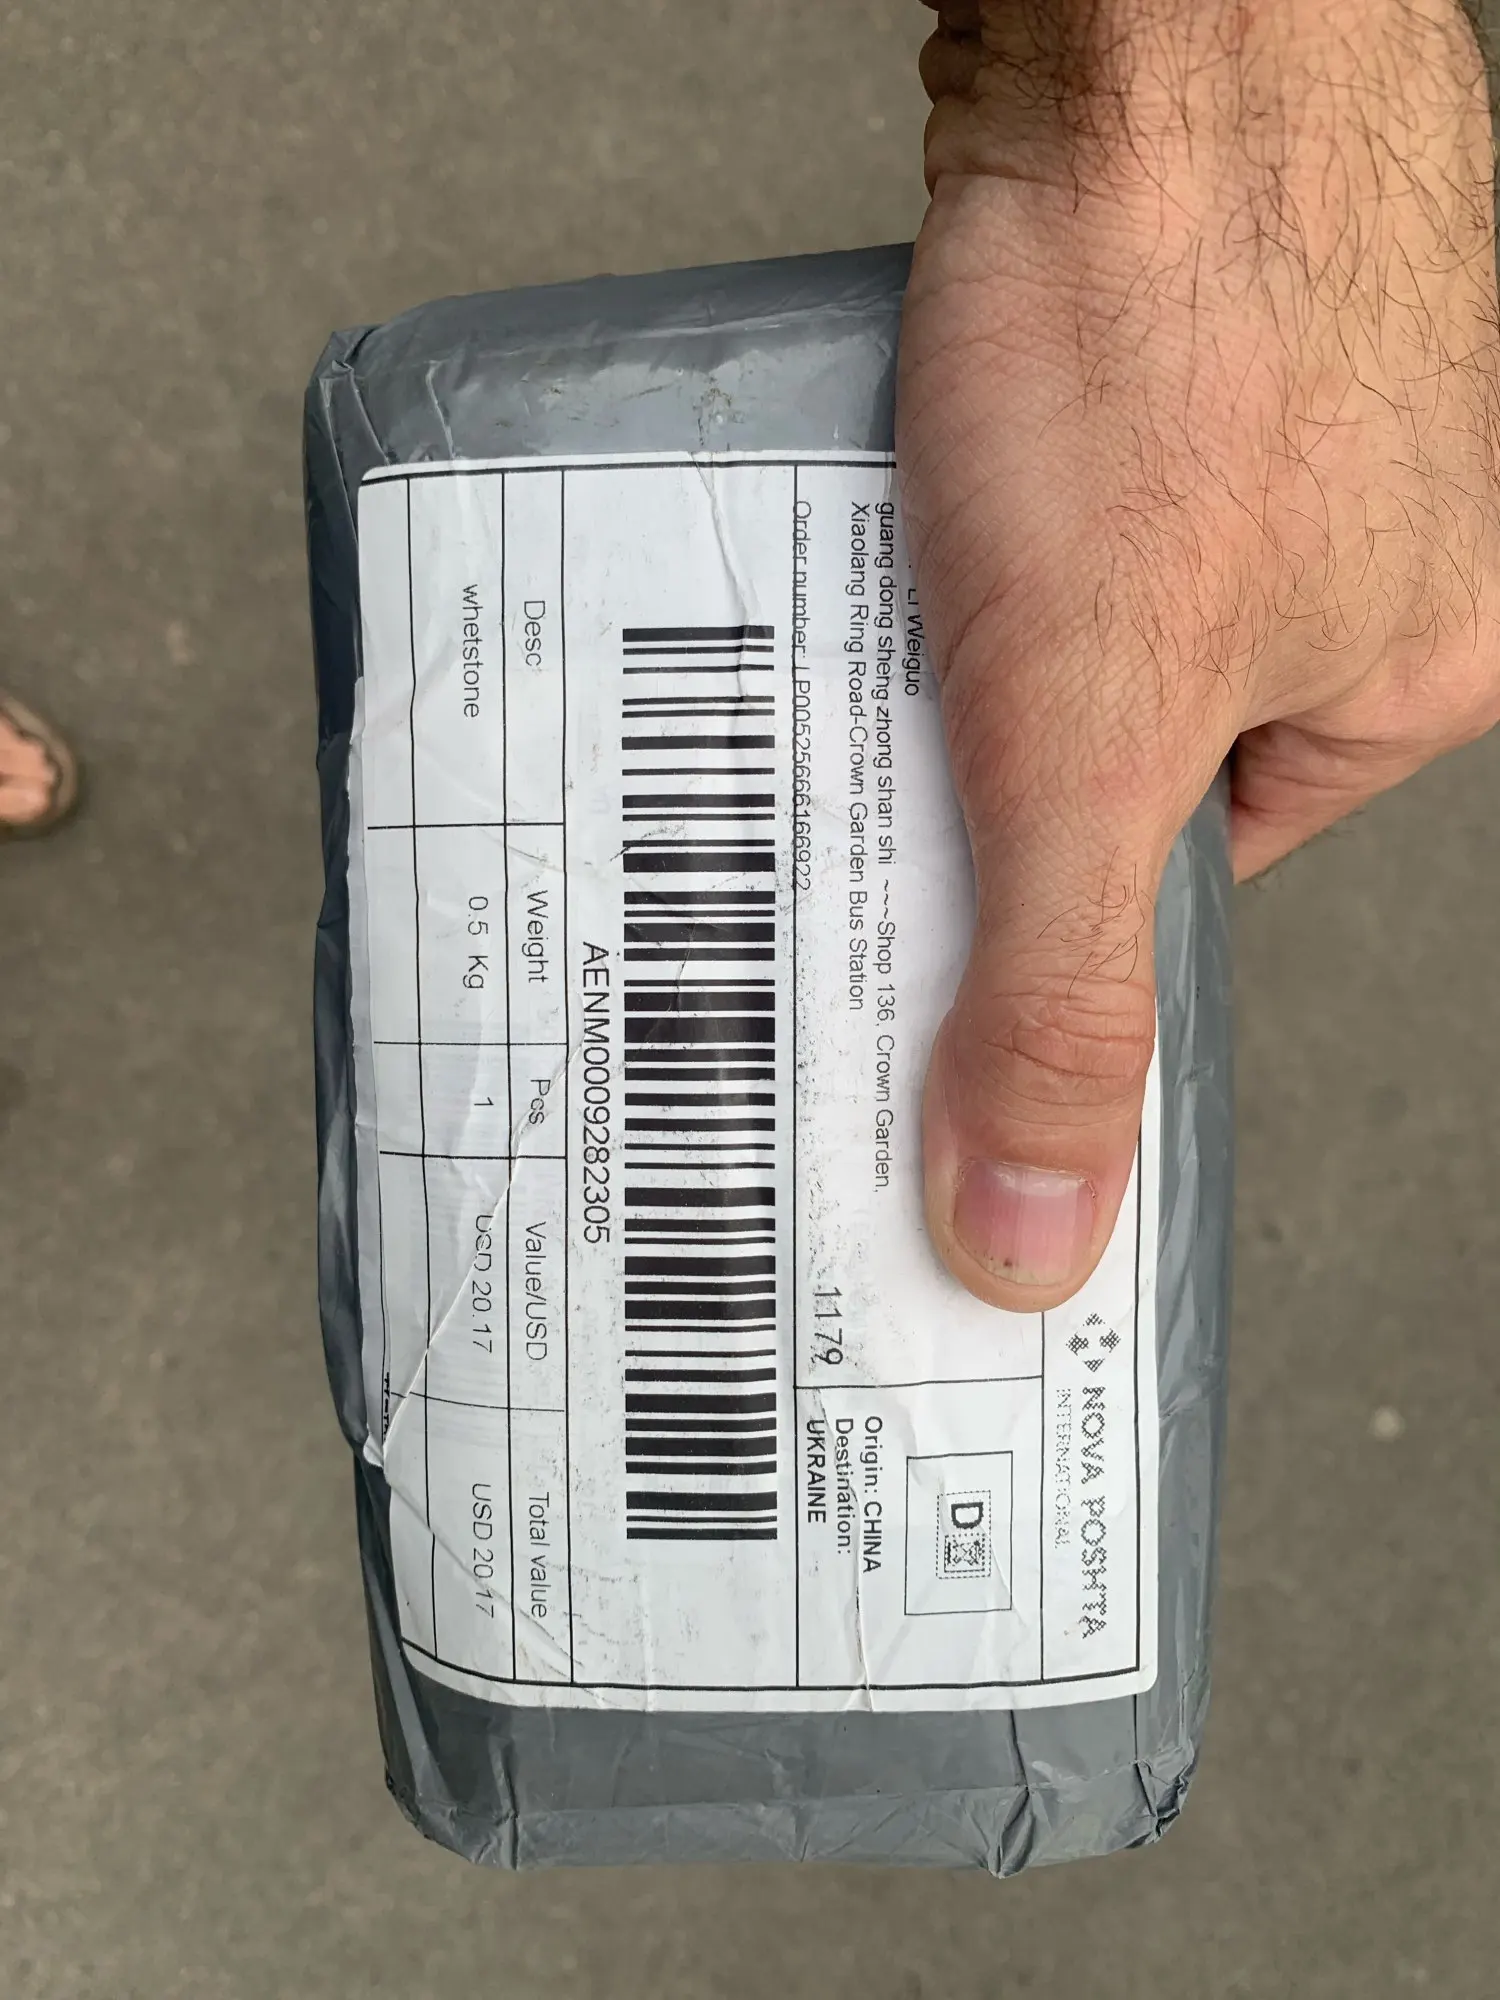 NOVA POSHTA
INTERNATIONAL
D
Li Weiguo
guang dong sheng zhong shan shi ~~~Shop 136, Crown Garden,
Xiaolang Ring Road-Crown Garden Bus Station
1179
Origin: CHINA
Destination:
UKRAINE
Order number: LP00525666166922
AENM0009282305
Desc Weight Pcs Value/USD Total value
whetstone 0.5 Kg 1 USD 20.17 USD 20.17